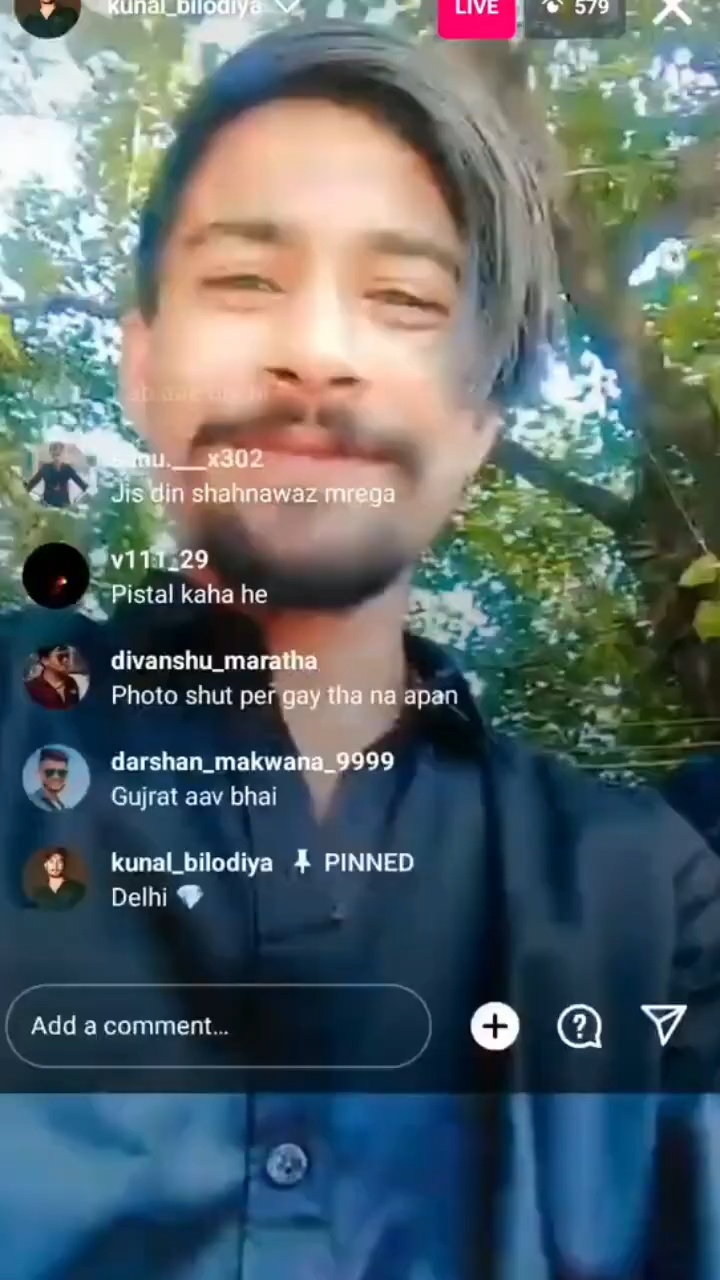 kunal_bilodiya
LIVE
579
x302
Jis din shahnawaz mrega
v111_29
Pistal kaha he
divanshu_maratha
Photo shut per gay tha na apan
darshan_makwana_9999
Gujrat aav bhai
kunal_bilodiya PINNED
Delhi 💎
Add a comment...